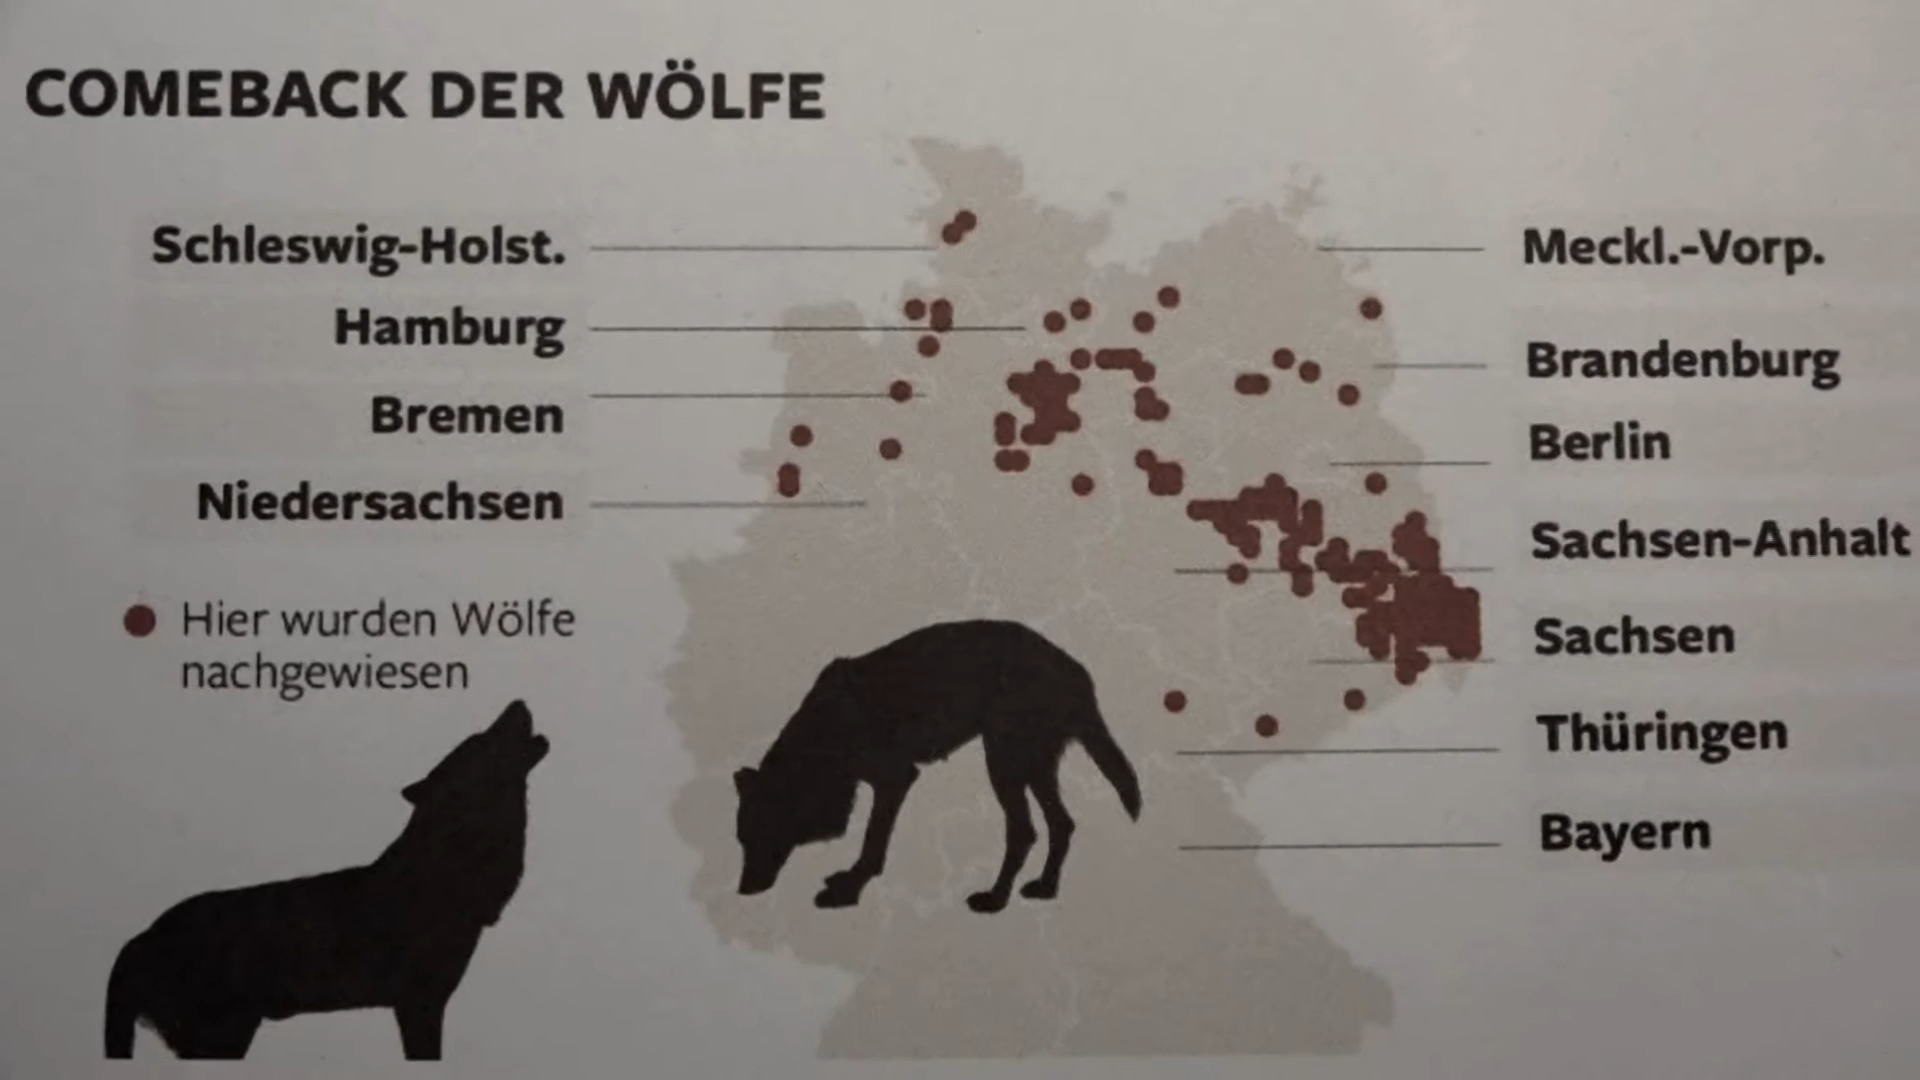 COMEBACK DER WÖLFE
Schleswig-Holst.
Hamburg
Bremen
Niedersachsen
Hier wurden Wölfe
nachgewiesen
Meckl.-Vorp.
Brandenburg
Berlin
Sachsen-Anhalt
Sachsen
Thüringen
Bayern